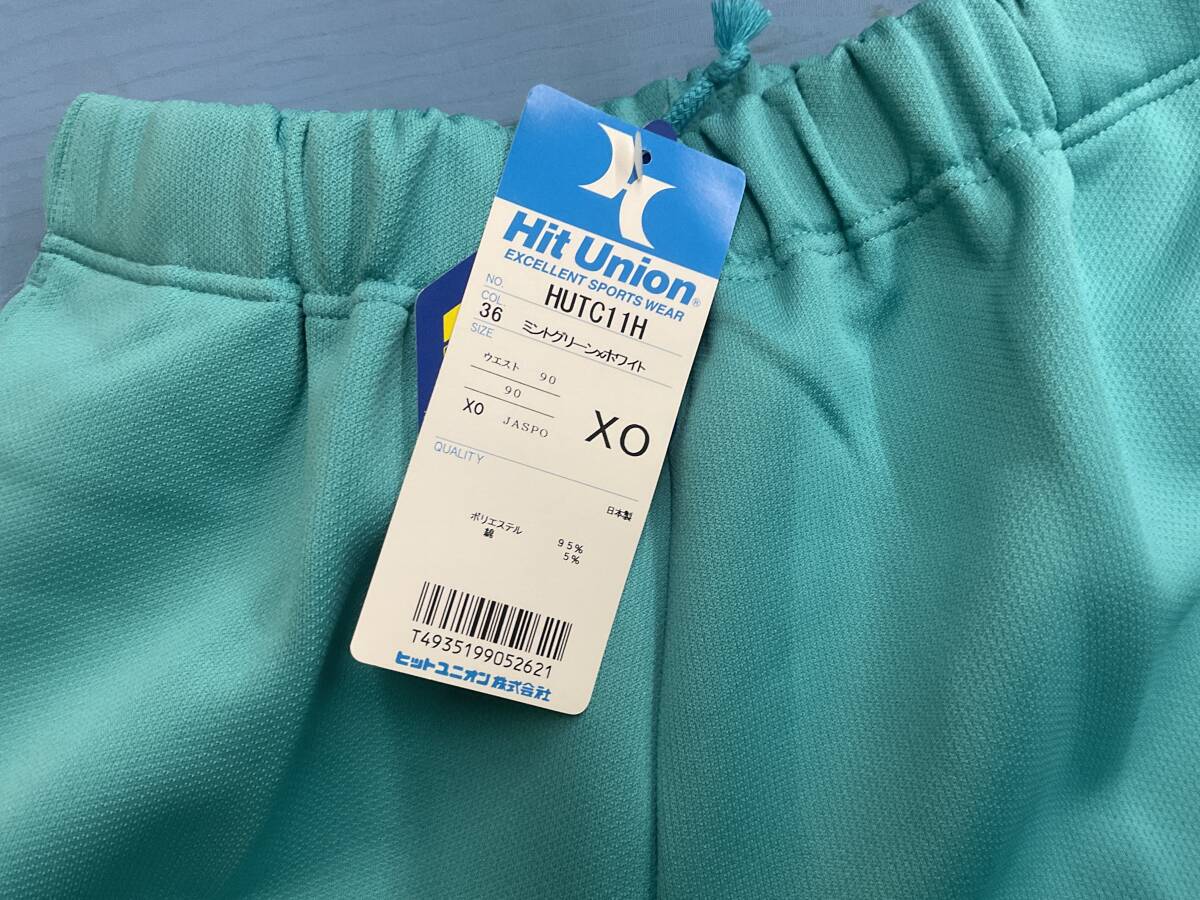 Hit Union®
EXCELLENT SPORTS WEAR
NO. HUTC11H
COL. 36 ミントグリーン×ホワイト
SIZE
ウエスト 90
90
XO JASPO
XO
QUALITY
日本製
ポリエステル 95%
綿 5%
T4935199052621
ヒットユニオン株式会社